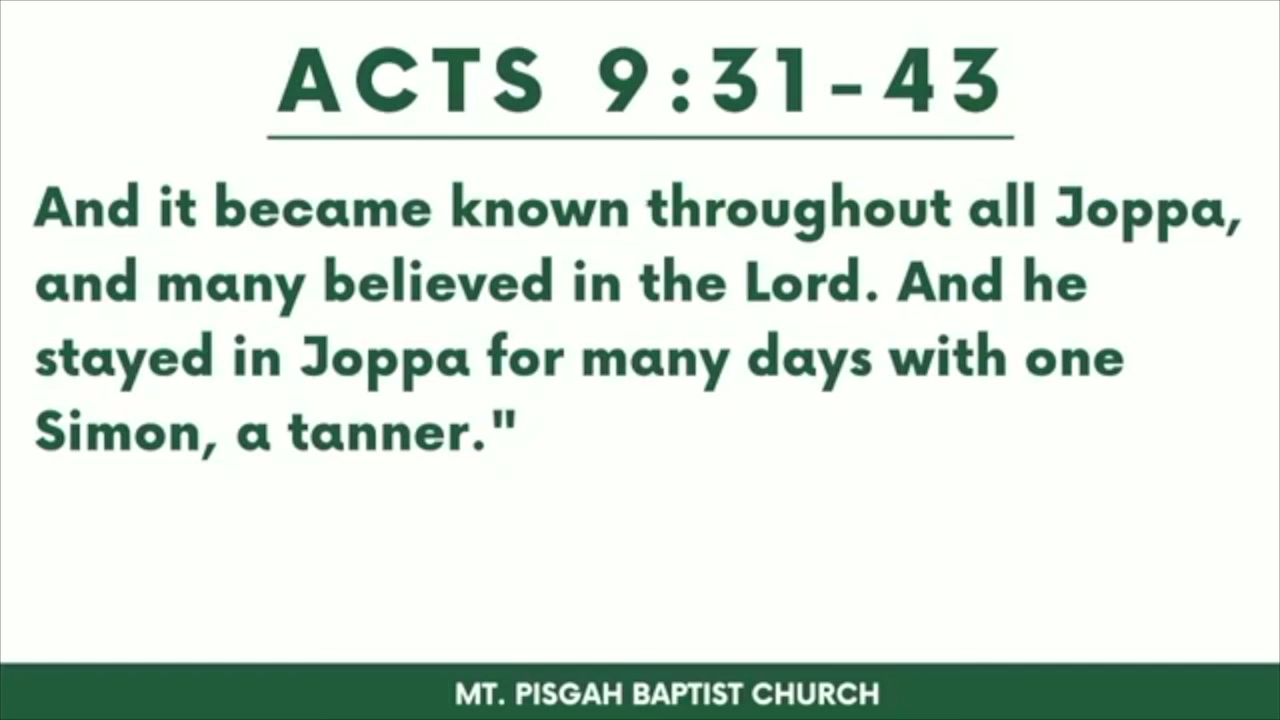 ACTS 9:31-43
And it became known throughout all Joppa,
and many believed in the Lord. And he
stayed in Joppa for many days with one
Simon, a tanner."
MT. PISGAH BAPTIST CHURCH